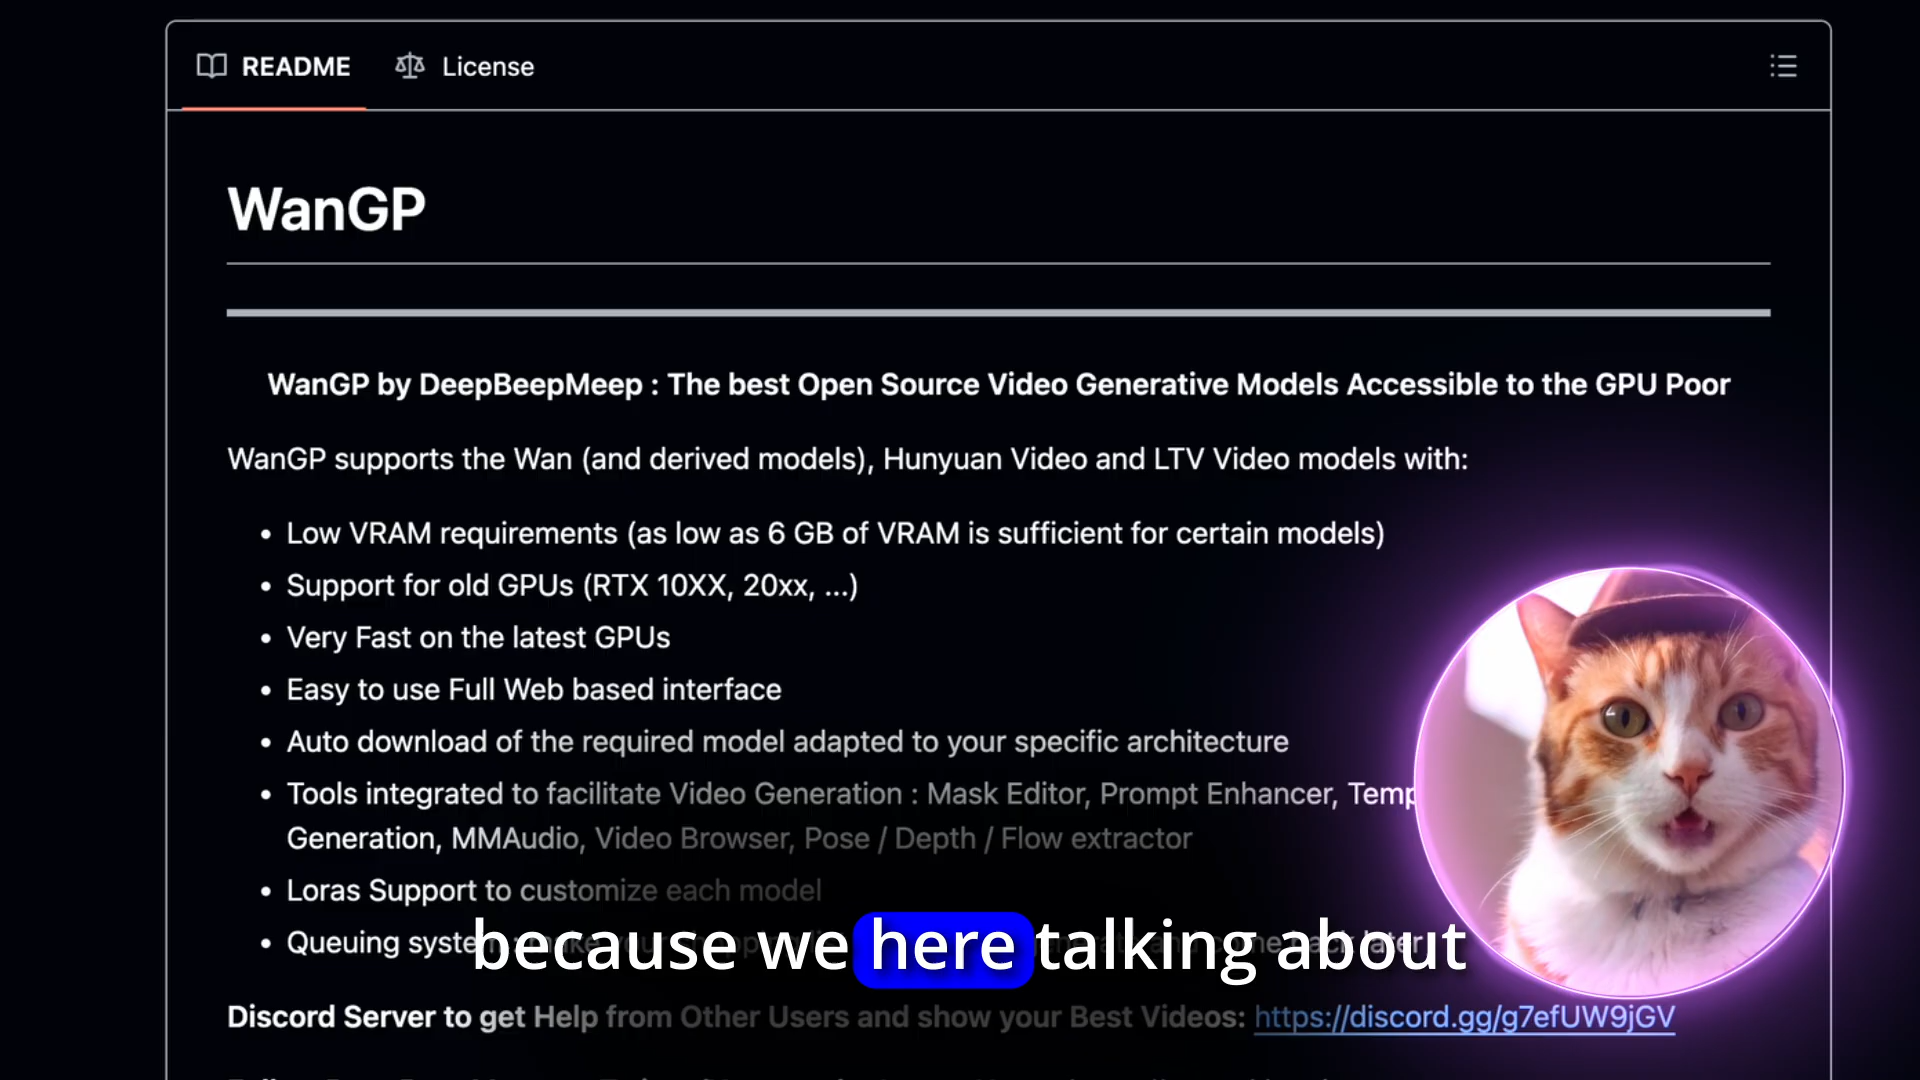 README License
WanGP
WanGP by DeepBeepMeep : The best Open Source Video Generative Models Accessible to the GPU Poor
WanGP supports the Wan (and derived models), Hunyuan Video and LTV Video models with:
• Low VRAM requirements (as low as 6 GB of VRAM is sufficient for certain models)
• Support for old GPUs (RTX 10XX, 20xx, ...)
• Very Fast on the latest GPUs
• Easy to use Full Web based interface
• Auto download of the required model adapted to your specific architecture
• Tools integrated to facilitate Video Generation : Mask Editor, Prompt Enhancer,
Generation, MMAudio, Video Browser, Pose / Depth / Flow extractor
• Loras Support to customize each model
• Queuing
because we here talking about
Discord Server to get Help from Other Users and show your Best Videos: https://discord.gg/g7efUW9jGV